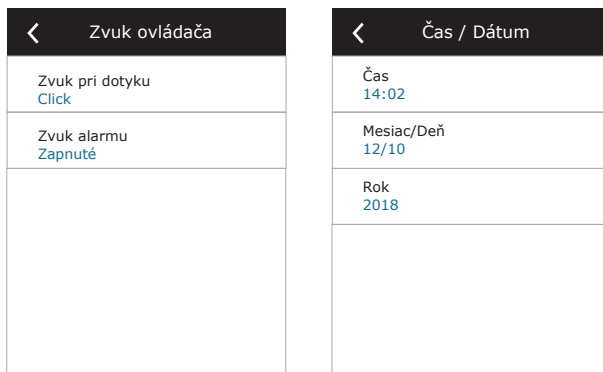 Zvuk ovládača
Zvuk pri dotyku
Click
Zvuk alarmu
Zapnuté
Čas / Dátum
Čas
14:02
Mesiac/Deň
12/10
Rok
2018